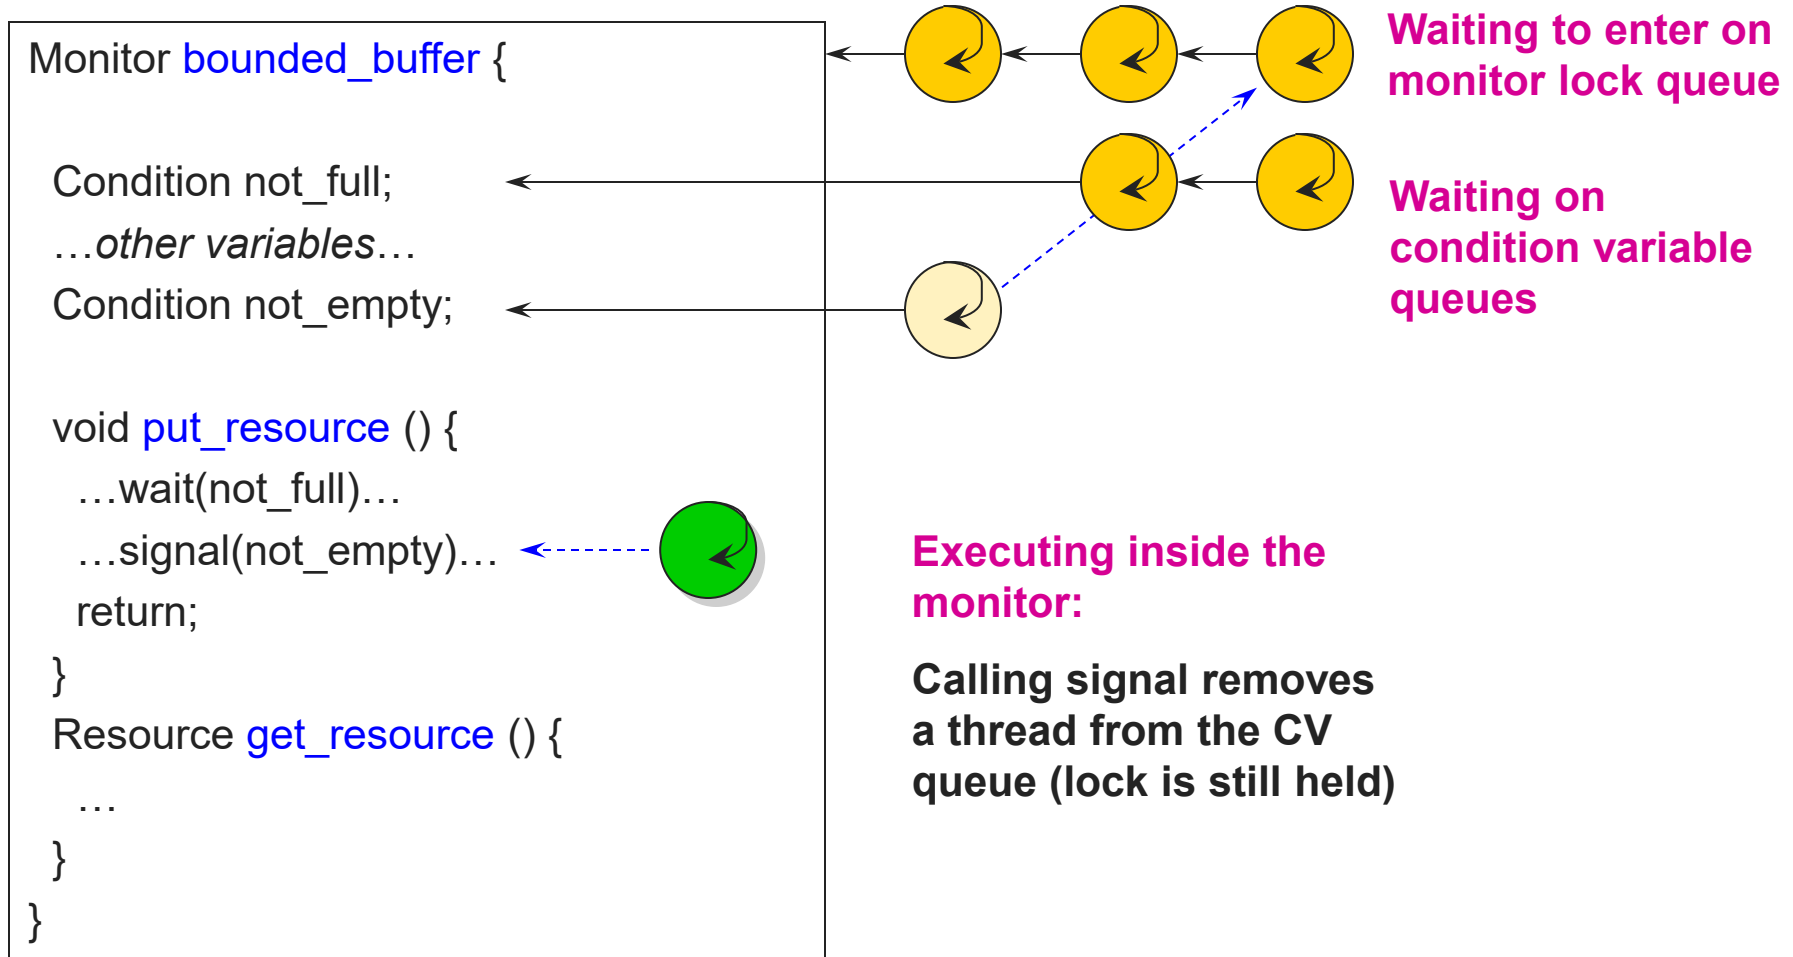 Monitor bounded_buffer {
Condition not_full;
…other variables…
Condition not_empty;
void put_resource () {
…wait(not_full)…
…signal(not_empty)…
return;
}
Resource get_resource () {
…
}
}
Waiting to enter on
monitor lock queue
Waiting on
condition variable
queues
Executing inside the
monitor:
Calling signal removes
a thread from the CV
queue (lock is still held)